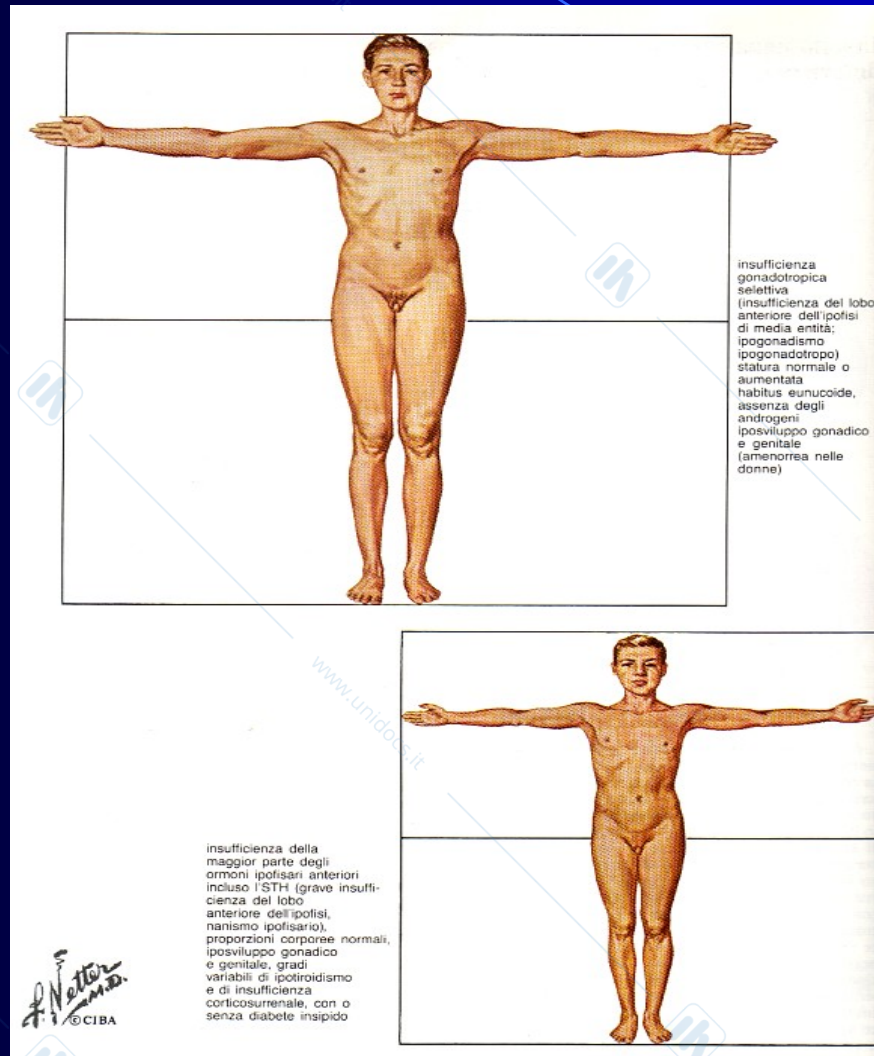 insufficienza
gonadotropica
selettiva
(insufficienza del lobo
anteriore dell'ipofisi
di media entità;
ipogonadismo
ipogonadotropo)
statura normale o
aumentata
habitus eunucoide,
assenza degli
androgeni
iposviluppo gonadico
e genitale
(amenorrea nelle
donne)
www.unidocs.it
insufficienza della
maggior parte degli
ormoni ipofisari anteriori
incluso l'STH (grave insuffi-
cienza del lobo
anteriore dell'ipofisi,
nanismo ipofisario),
proporzioni corporee normali,
iposviluppo gonadico
e genitale, gradi
variabili di ipotiroidismo
e di insufficienza
corticosurrenale, con o
senza diabete insipido
f. Netter
M.D.
©CIBA